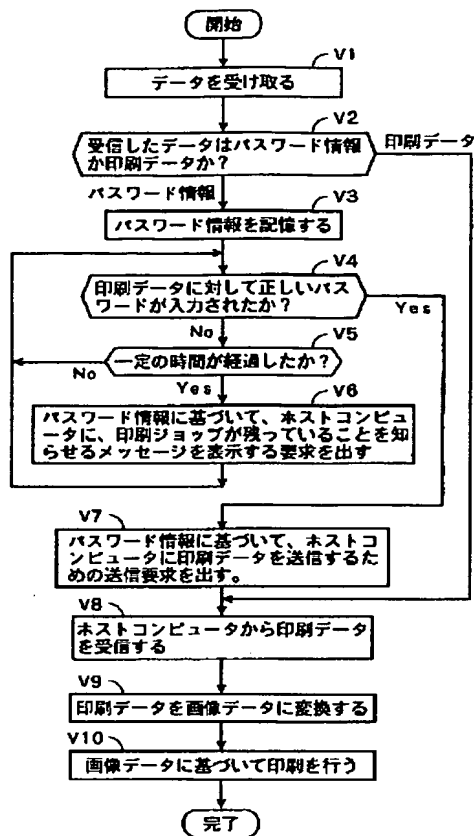 開始
V1
データを受け取る
V2
受信したデータはパスワード情報
か印刷データか?
印刷データ
パスワード情報
V3
パスワード情報を記憶する
V4
印刷データに対して正しいパス
ワードが入力されたか?
Yes
No
V5
一定の時間が経過したか?
No
Yes
V6
パスワード情報に基づいて、ホストコンピュ
ータに、印刷ジョップが残っていることを知
らせるメッセージを表示する要求を出す
V7
パスワード情報に基づいて、ホストコ
ンピュータに印刷データを送信するた
めの送信要求を出す。
V8
ホストコンピュータから印刷データ
を受信する
V9
印刷データを画像データに変換する
V10
画像データに基づいて印刷を行う
完了